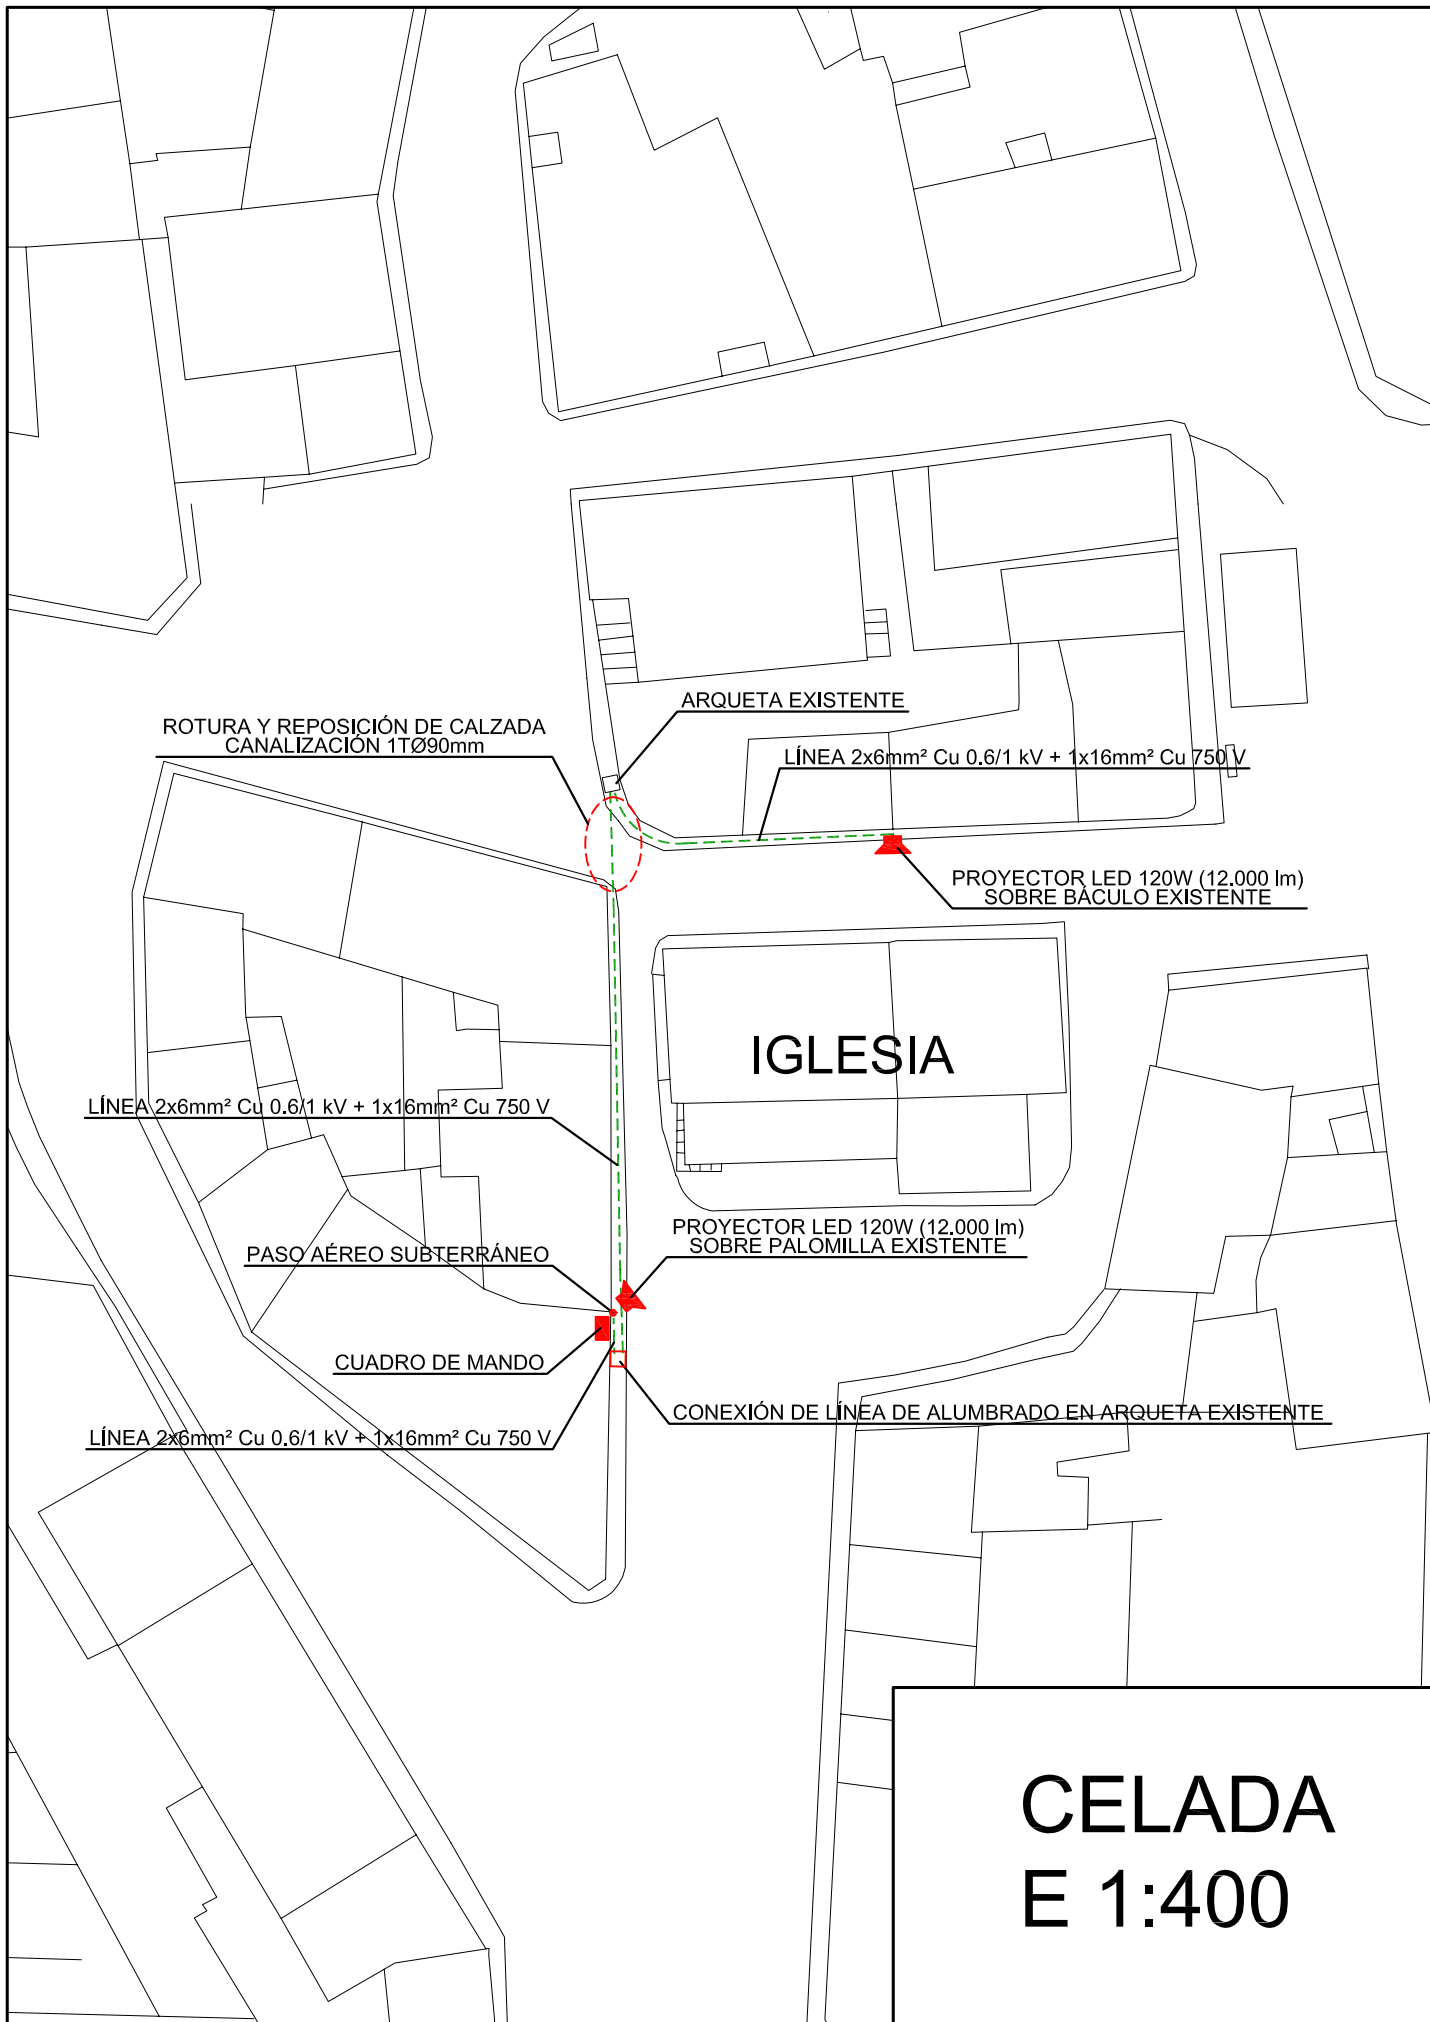 ARQUETA EXISTENTE
ROTURA Y REPOSICIÓN DE CALZADA
CANALIZACIÓN 1TØ90mm
LÍNEA 2x6mm² Cu 0.6/1 kV + 1x16mm² Cu 750 V
PROYECTOR LED 120W (12.000 lm)
SOBRE BÁCULO EXISTENTE
IGLESIA
LÍNEA 2x6mm² Cu 0.6/1 kV + 1x16mm² Cu 750 V
PROYECTOR LED 120W (12.000 lm)
SOBRE PALOMILLA EXISTENTE
PASO AÉREO SUBTERRÁNEO
CUADRO DE MANDO
CONEXIÓN DE LÍNEA DE ALUMBRADO EN ARQUETA EXISTENTE
LÍNEA 2x6mm² Cu 0.6/1 kV + 1x16mm² Cu 750 V
CELADA
E 1:400